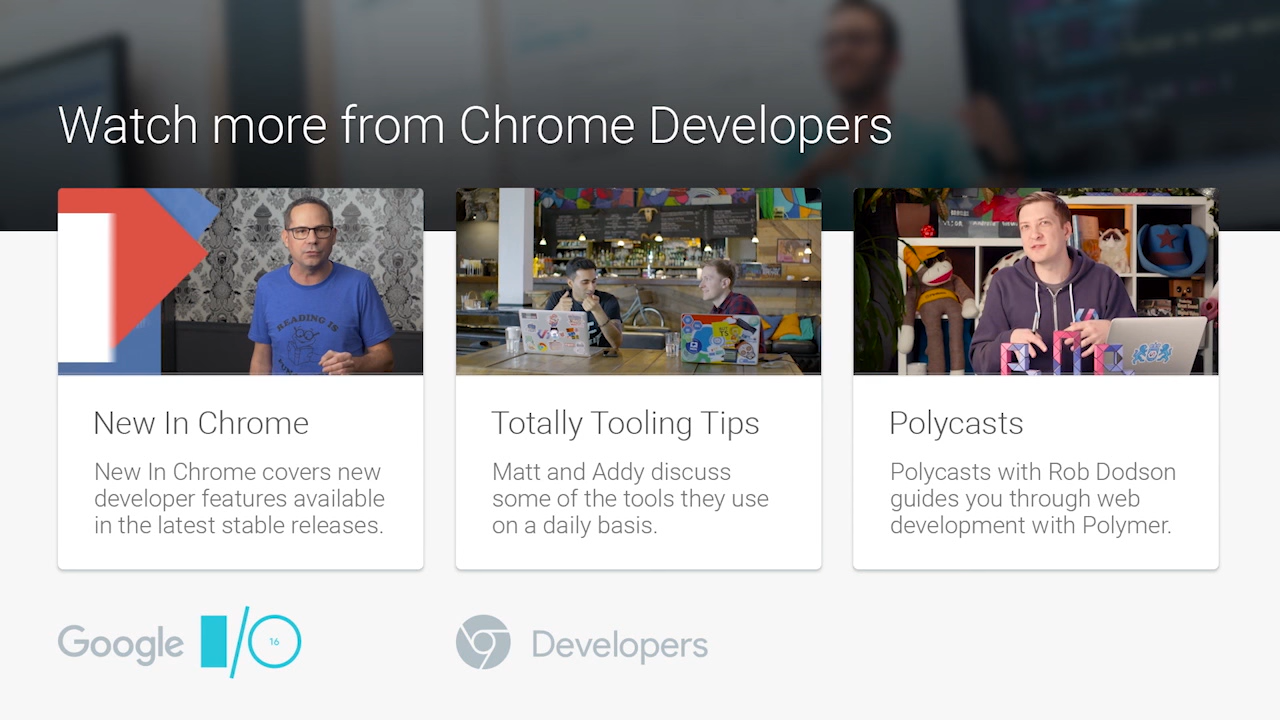 Watch more from Chrome Developers
READING IS
New In Chrome
New In Chrome covers new
developer features available
in the latest stable releases.
Totally Tooling Tips
Matt and Addy discuss
some of the tools they use
on a daily basis.
Polycasts
Polycasts with Rob Dodson
guides you through web
development with Polymer.
Google I/O 16
Developers